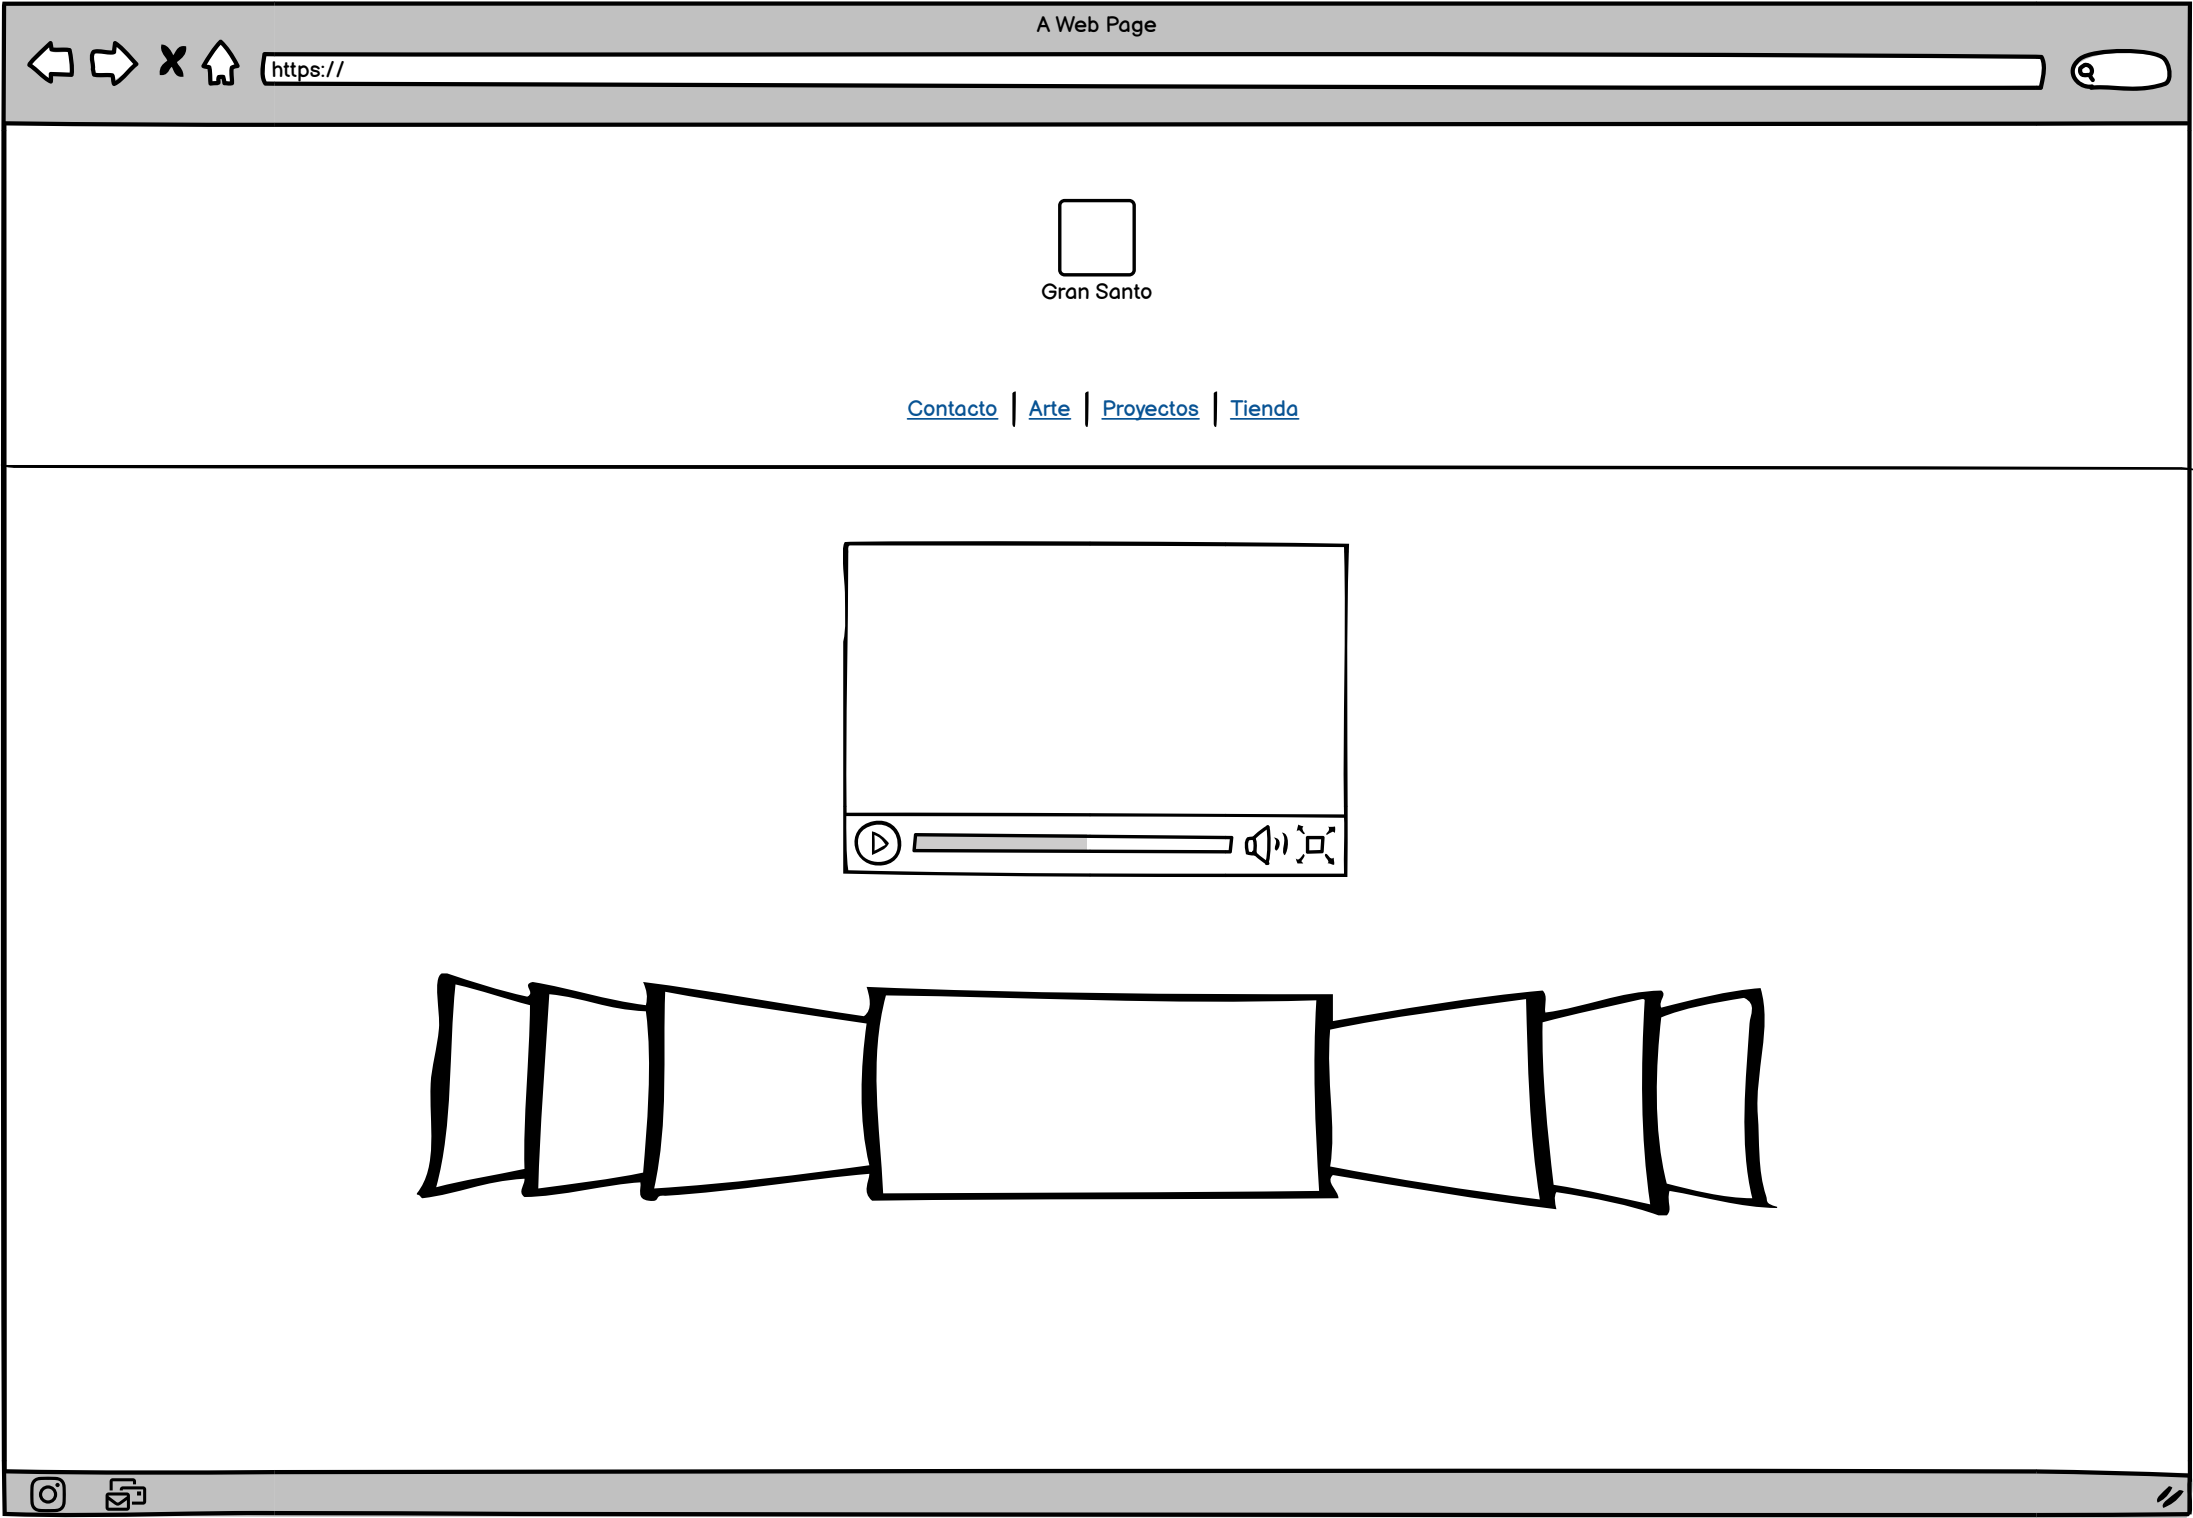 A Web Page
https://
Gran Santo
Contacto | Arte | Proyectos | Tienda